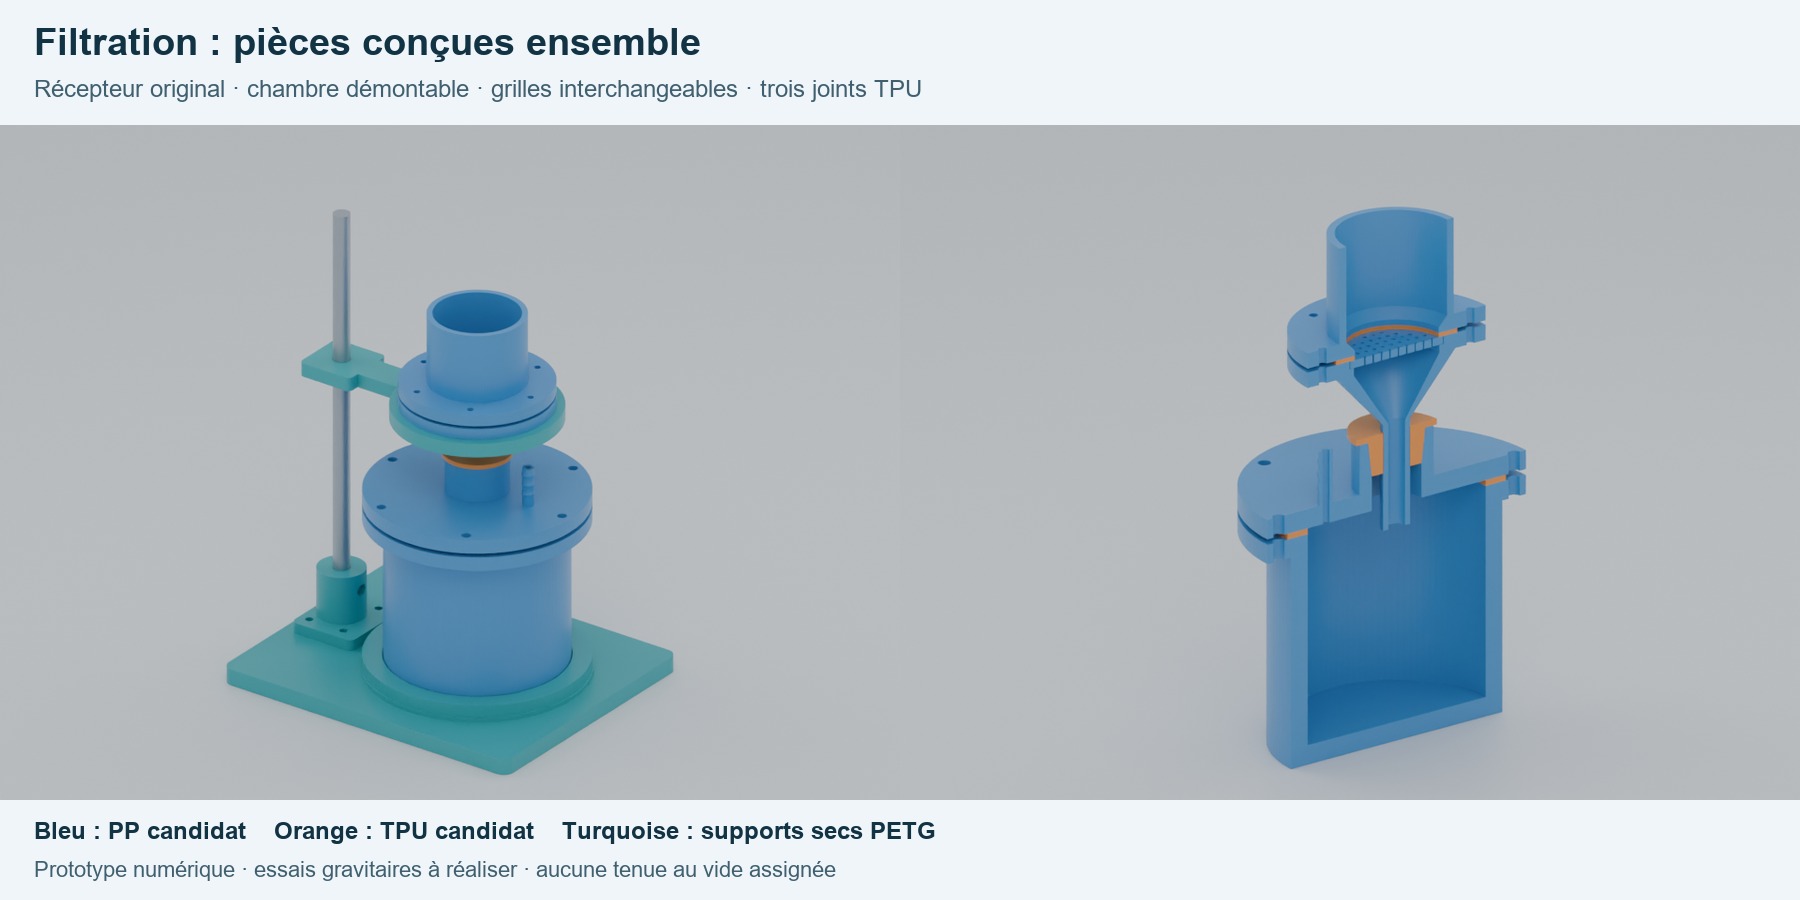 Filtration : pièces conçues ensemble
Récepteur original · chambre démontable · grilles interchangeables · trois joints TPU
Bleu : PP candidat Orange : TPU candidat Turquoise : supports secs PETG
Prototype numérique · essais gravitaires à réaliser · aucune tenue au vide assignée